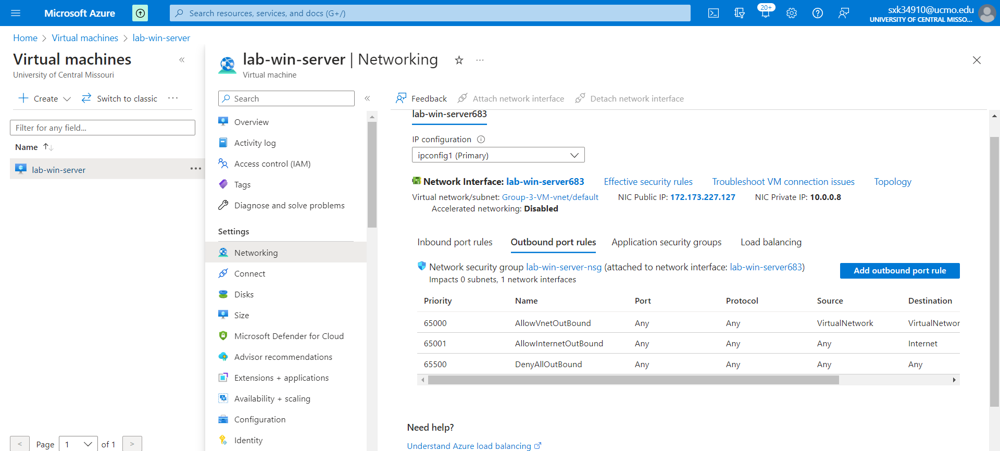 Microsoft Azure
Search resources, services, and docs (G+/)
20+
sxk34910@ucmo.edu
UNIVERSITY OF CENTRAL MISSO...
Home > Virtual machines > lab-win-server
Virtual machines
University of Central Missouri
Create
Switch to classic
Filter for any field...
Name
lab-win-server
< Page 1 of 1 >
lab-win-server | Networking
Virtual machine
Search
Overview
Activity log
Access control (IAM)
Tags
Diagnose and solve problems
Settings
Networking
Connect
Disks
Size
Microsoft Defender for Cloud
Advisor recommendations
Extensions + applications
Availability + scaling
Configuration
Identity
Feedback Attach network interface Detach network interface
lab-win-server683
IP configuration
ipconfig1 (Primary)
Network Interface: lab-win-server683 Effective security rules Troubleshoot VM connection issues Topology
Virtual network/subnet: Group-3-VM-vnet/default NIC Public IP: 172.173.227.127 NIC Private IP: 10.0.0.8
Accelerated networking: Disabled
Inbound port rules Outbound port rules Application security groups Load balancing
Network security group lab-win-server-nsg (attached to network interface: lab-win-server683)
Impacts 0 subnets, 1 network interfaces
Add outbound port rule
Priority Name Port Protocol Source Destination
65000 AllowVnetOutBound Any Any VirtualNetwork VirtualNetwor
65001 AllowInternetOutBound Any Any Any Internet
65500 DenyAllOutBound Any Any Any Any
Need help?
Understand Azure load balancing